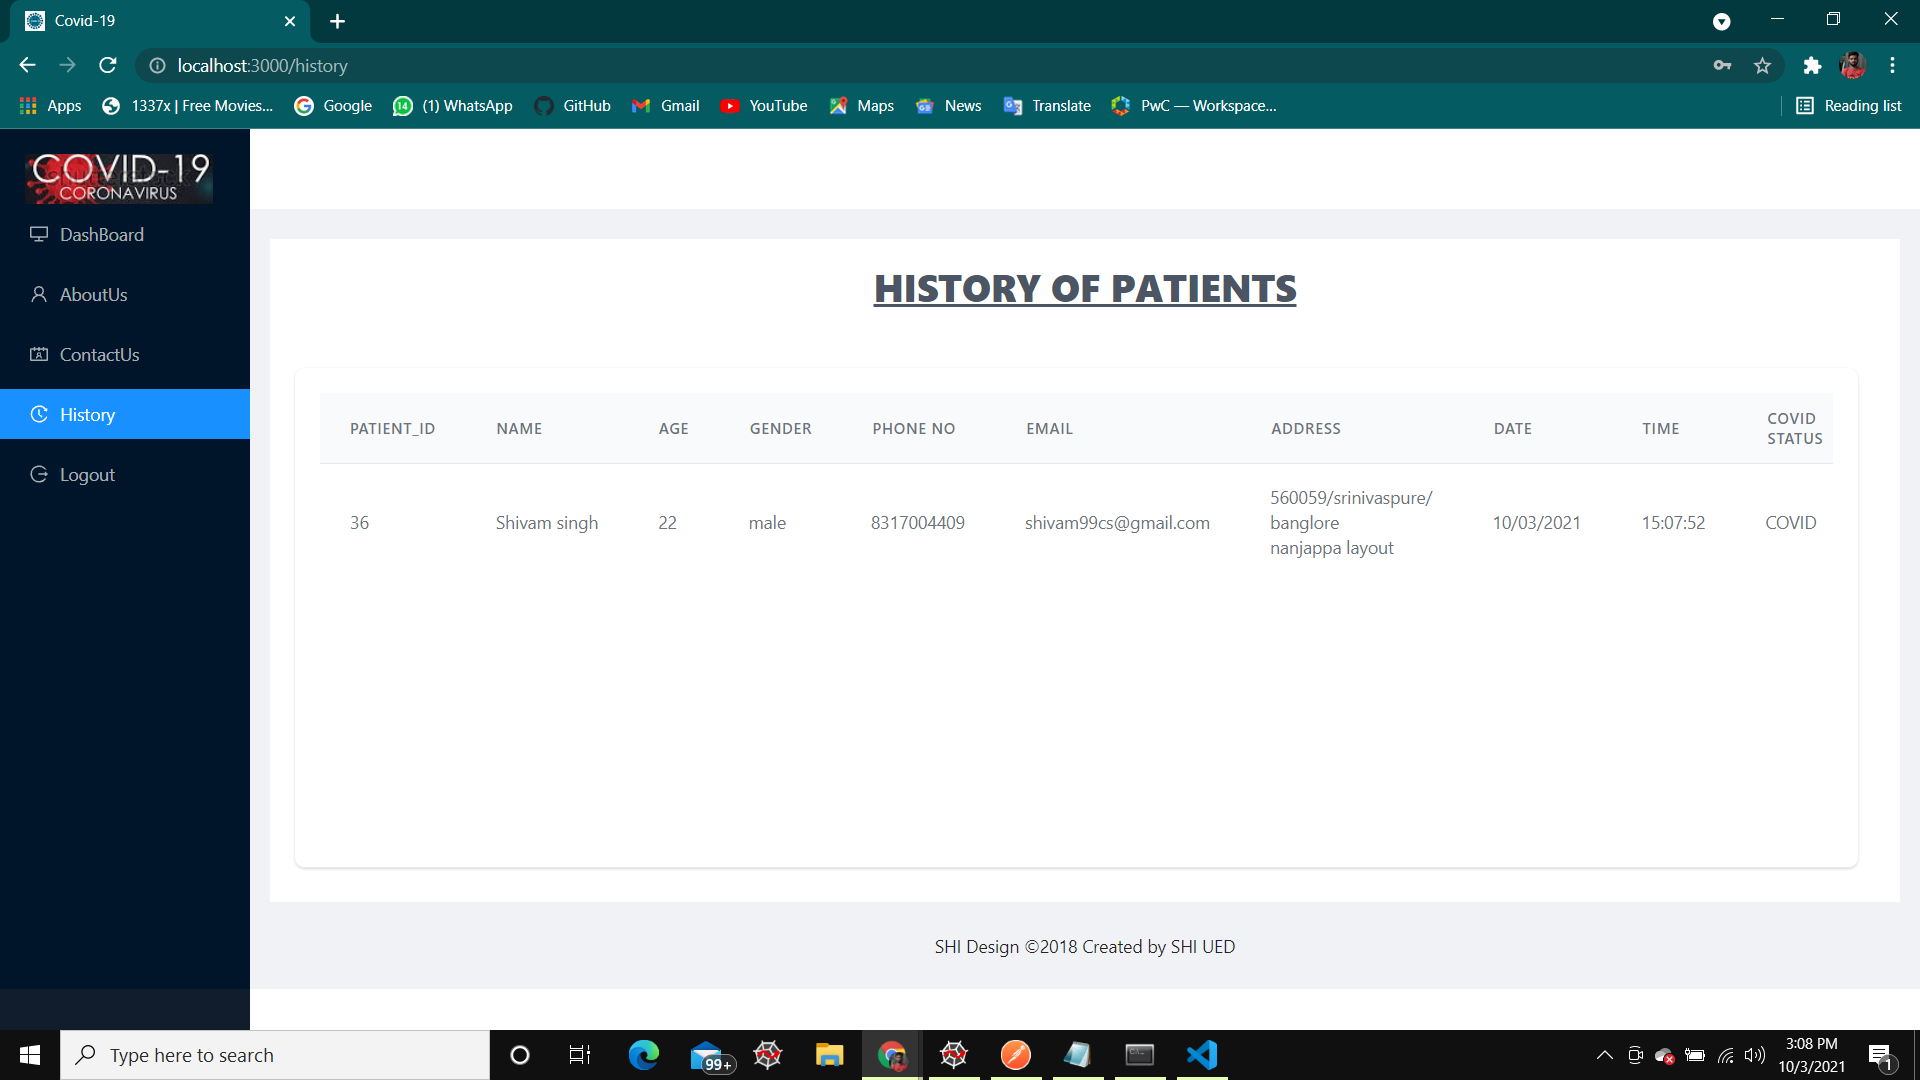 Covid-19
localhost:3000/history
Apps
1337x | Free Movies...
Google
14
(1) WhatsApp
GitHub
Gmail
YouTube
Maps
News
Translate
PwC — Workspace...
Reading list
COVID-19
CORONAVIRUS
DashBoard
AboutUs
ContactUs
History
Logout
HISTORY OF PATIENTS
PATIENT_ID NAME AGE GENDER PHONE NO EMAIL ADDRESS DATE TIME COVID STATUS
36 Shivam singh 22 male 8317004409 shivam99cs@gmail.com 560059/srinivaspure/
banglore
nanjappa layout
10/03/2021 15:07:52 COVID
SHI Design ©2018 Created by SHI UED
Type here to search
99+
3:08 PM
10/3/2021
1